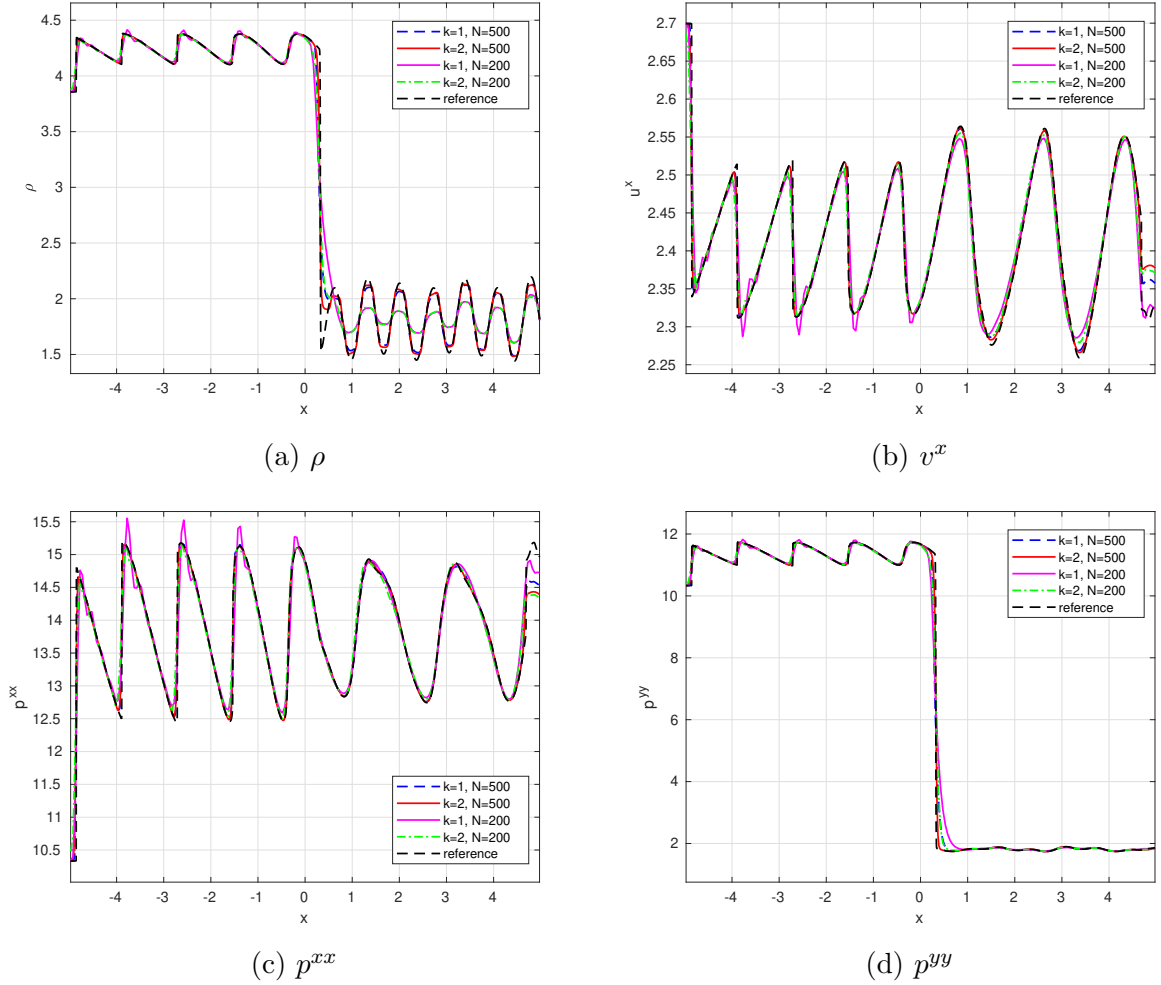 4.5
4
3.5
3
2.5
2
1.5
ρ
-4 -3 -2 -1 0 1 2 3 4
x
k=1, N=500
k=2, N=500
k=1, N=200
k=2, N=200
reference
(a) ρ
2.7
2.65
2.6
2.55
2.5
2.45
2.4
2.35
2.3
2.25
u^x
-4 -3 -2 -1 0 1 2 3 4
x
k=1, N=500
k=2, N=500
k=1, N=200
k=2, N=200
reference
(b) v^x
15.5
15
14.5
14
13.5
13
12.5
12
11.5
11
10.5
p^xx
-4 -3 -2 -1 0 1 2 3 4
x
k=1, N=500
k=2, N=500
k=1, N=200
k=2, N=200
reference
(c) p^xx
12
10
8
6
4
2
p^yy
-4 -3 -2 -1 0 1 2 3 4
x
k=1, N=500
k=2, N=500
k=1, N=200
k=2, N=200
reference
(d) p^yy